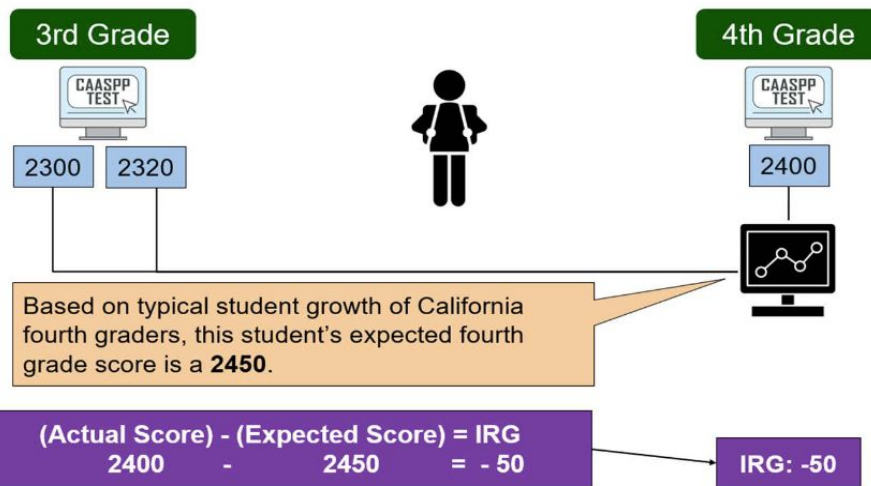 3rd Grade
4th Grade
CAASPP
TEST
CAASPP
TEST
2300
2320
2400
Based on typical student growth of California
fourth graders, this student's expected fourth
grade score is a 2450.
(Actual Score) - (Expected Score) = IRG
2400 - 2450 = - 50
IRG: -50